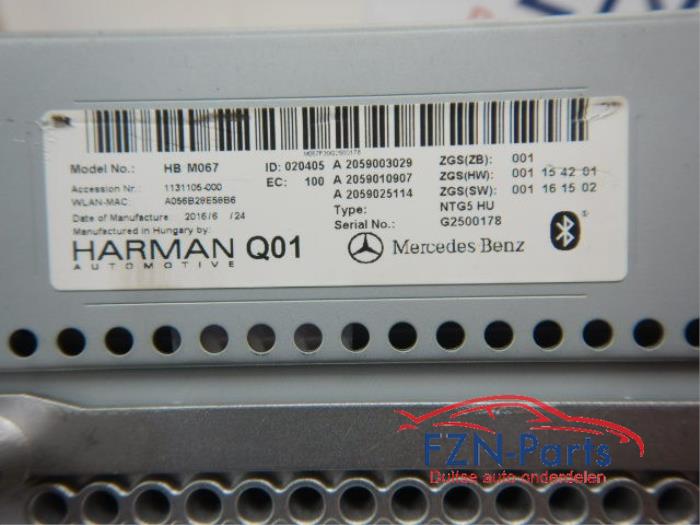 M067F39G2500178
Model No.: HB M067 ID: 020405 A 2059003029 ZGS(ZB): 001
EC: 100 A 2059010907 ZGS(HW): 001 15 42 01
Accession Nr.: 1131105-000 A 2059025114 ZGS(SW): 001 16 15 02
WLAN-MAC: A056B28E58B6 Type: NTG5 HU
Date of Manufacture 2016/6 /24 Serial No.: G2500178
Manufactured in Hungary by:
HARMAN Q01 Mercedes Benz
AUTOMOTIVE
FZN-Parts
Duitse auto-onderdelen